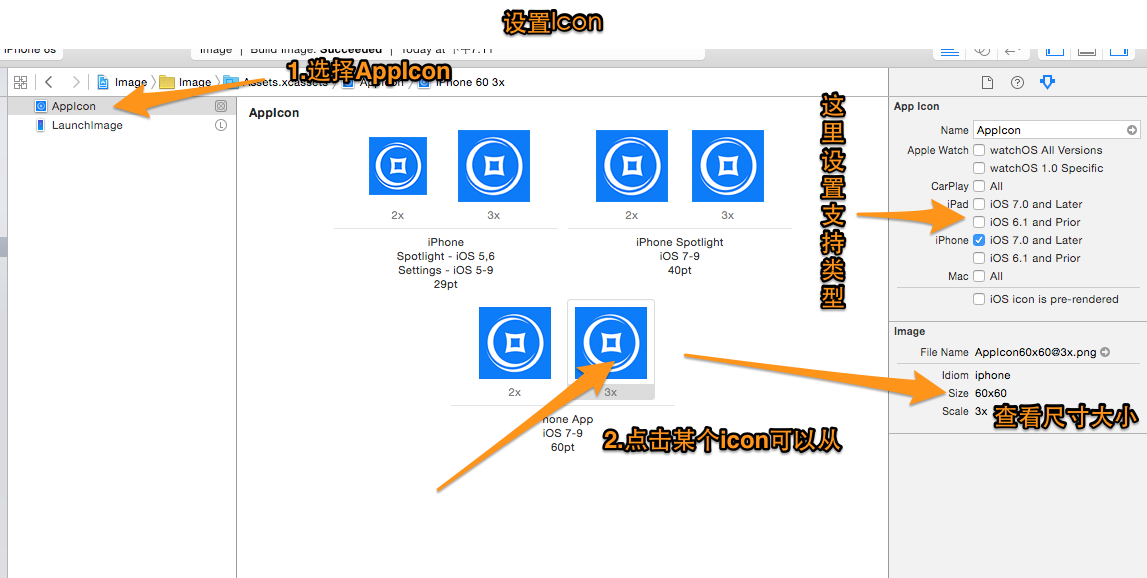 设置Icon
iPhone 6s
Image | Build Image: Succeeded | Today at 下午7:11
Image
Image
Assets.xcassets
AppIcon
iPhone 60 3x
1.选择AppIcon
AppIcon
LaunchImage
L
AppIcon
2x
3x
2x
3x
iPhone
Spotlight - iOS 5,6
Settings - iOS 5-9
29pt
iPhone Spotlight
iOS 7-9
40pt
2x
3x
hone App
iOS 7-9
60pt
2.点击某个icon可以从
这里设置支持类型
App Icon
Name AppIcon
Apple Watch watchOS All Versions
watchOS 1.0 Specific
CarPlay All
iPad iOS 7.0 and Later
iOS 6.1 and Prior
iPhone iOS 7.0 and Later
iOS 6.1 and Prior
Mac All
iOS icon is pre-rendered
Image
File Name AppIcon60x60@3x.png
Idiom iphone
Size 60x60
Scale 3x
查看尺寸大小